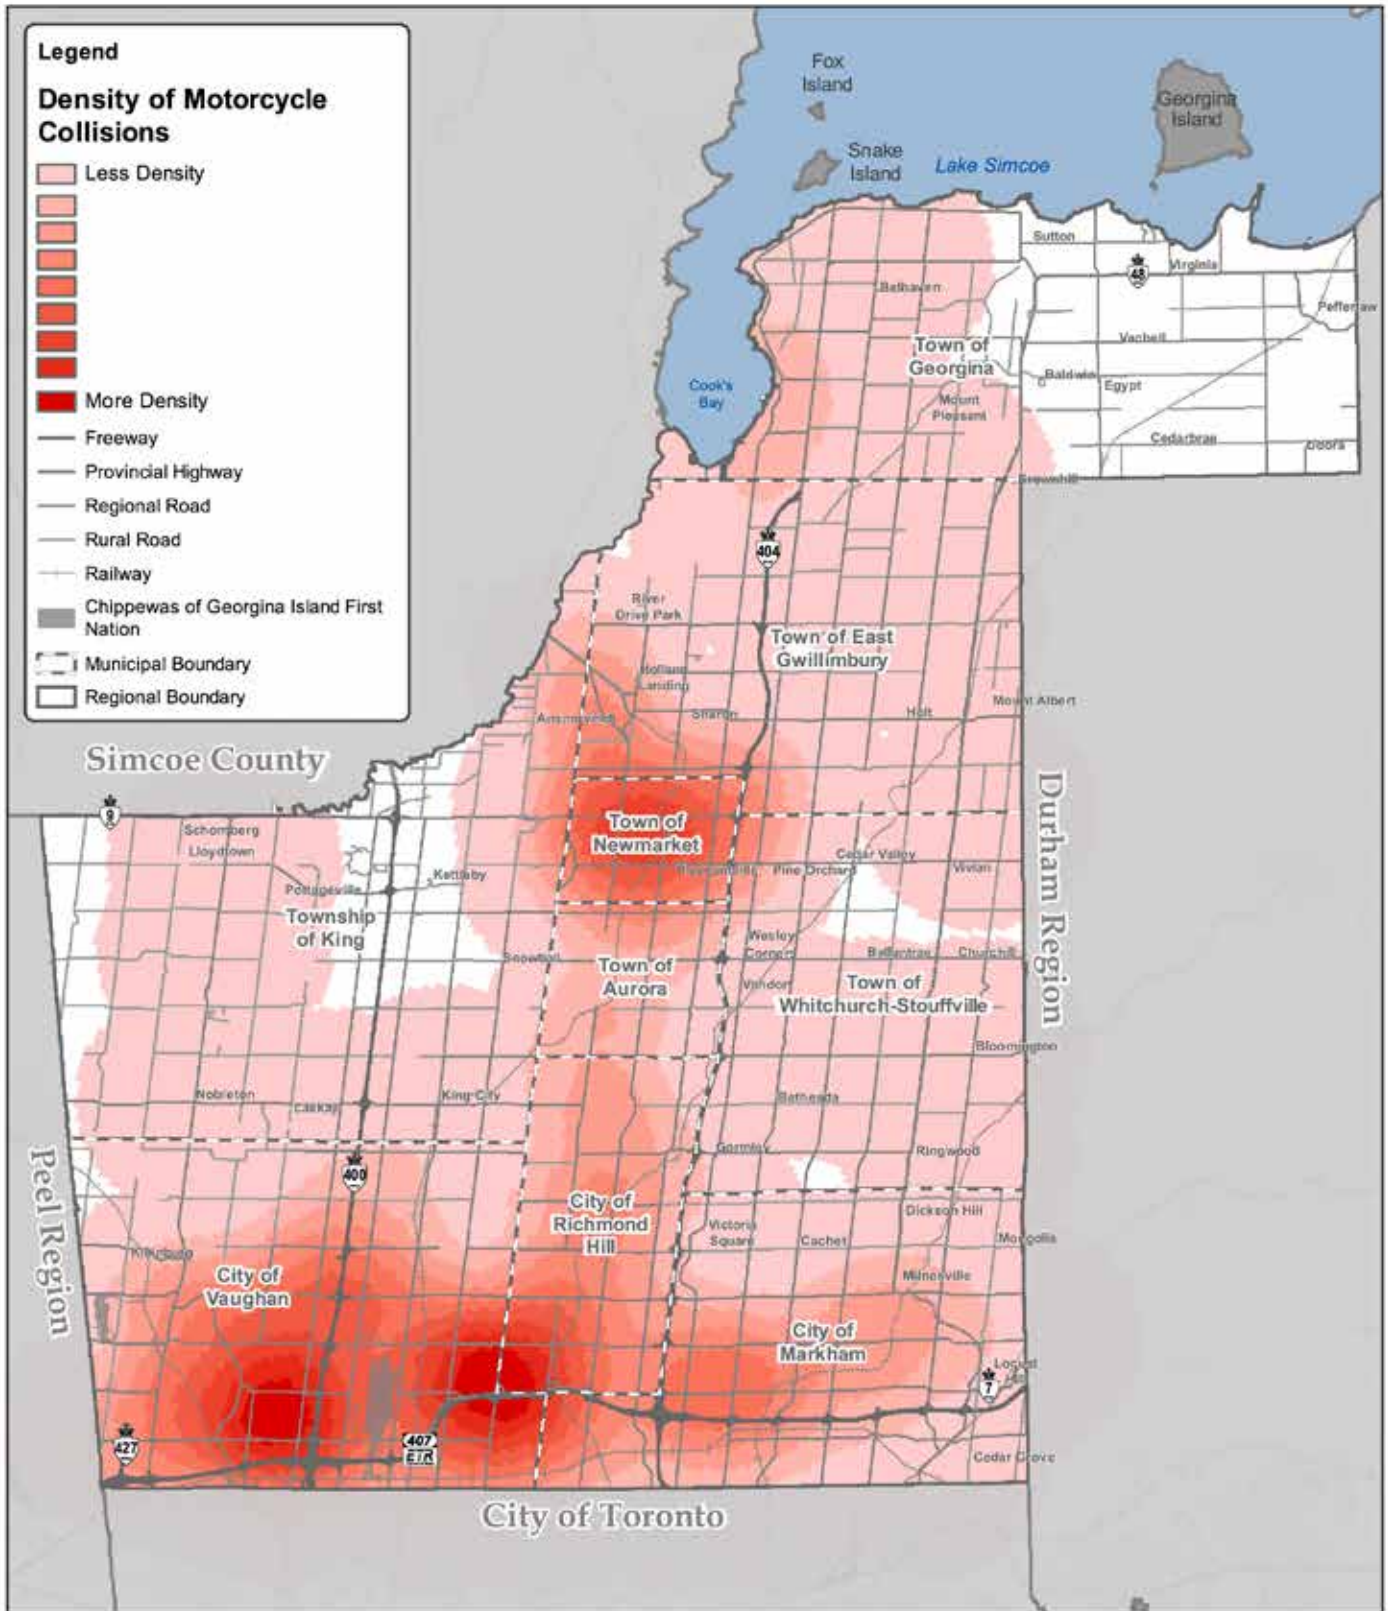 Legend
Density of Motorcycle
Collisions
Less Density
More Density
Freeway
Provincial Highway
Regional Road
Rural Road
Railway
Chippewas of Georgina Island First
Nation
Municipal Boundary
Regional Boundary
Fox
Island
Georgina
Island
Snake
Island
Lake Simcoe
Sutton
Virginia
48
Belhaven
Pefferlaw
Vachell
Town of
Georgina
Baldwin
Egypt
Cook's
Bay
Mount
Pleasant
Cedarbrae
Udora
Brownhill
404
River
Drive Park
Town of East
Gwillimbury
Holland
Landing
Mount Albert
Ansnorveldt
Sharon
Holt
Simcoe County
Durham Region
9
Schomberg
Lloydtown
Town of
Newmarket
Cedar Valley
Pine Orchard
Vivian
Kettleby
Pottageville
Township
of King
Wesley
Corners
Ballantrae
Churchill
Snowball
Town of
Aurora
Vandorf
Town of
Whitchurch-Stouffville
Bloomington
Nobleton
Laskay
King City
Bethesda
Gormley
Ringwood
Peel Region
400
City of
Richmond
Hill
Dickson Hill
Victoria
Square
Cachet
Mongolia
Kleinburg
City of
Vaughan
Milnesville
City of
Markham
Locust
Hill
7
427
407
ETR
Cedar Grove
City of Toronto